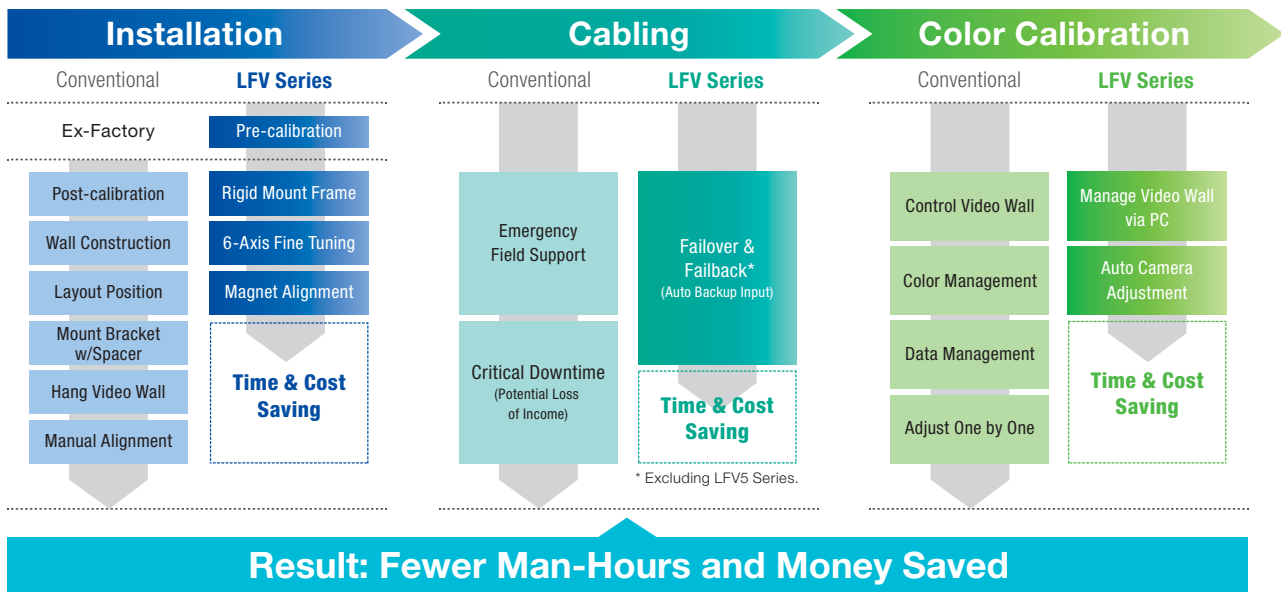 Installation
Cabling
Color Calibration
Conventional
LFV Series
Ex-Factory
Pre-calibration
Post-calibration
Wall Construction
Layout Position
Mount Bracket
w/Spacer
Hang Video Wall
Manual Alignment
Rigid Mount Frame
6-Axis Fine Tuning
Magnet Alignment
Time & Cost
Saving
Conventional
LFV Series
Emergency
Field Support
Critical Downtime
(Potential Loss
of Income)
Failover &
Failback*
(Auto Backup Input)
Time & Cost
Saving
* Excluding LFV5 Series.
Conventional
LFV Series
Control Video Wall
Color Management
Data Management
Adjust One by One
Manage Video Wall
via PC
Auto Camera
Adjustment
Time & Cost
Saving
Result: Fewer Man-Hours and Money Saved